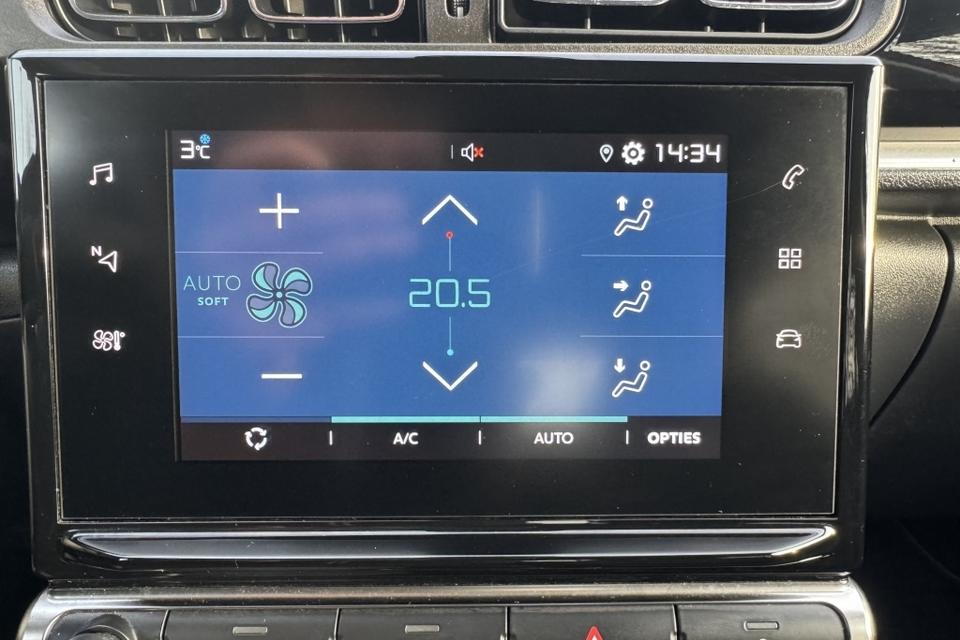 3°C 14:34
N
AUTO
SOFT
20.5
A/C AUTO OPTIES